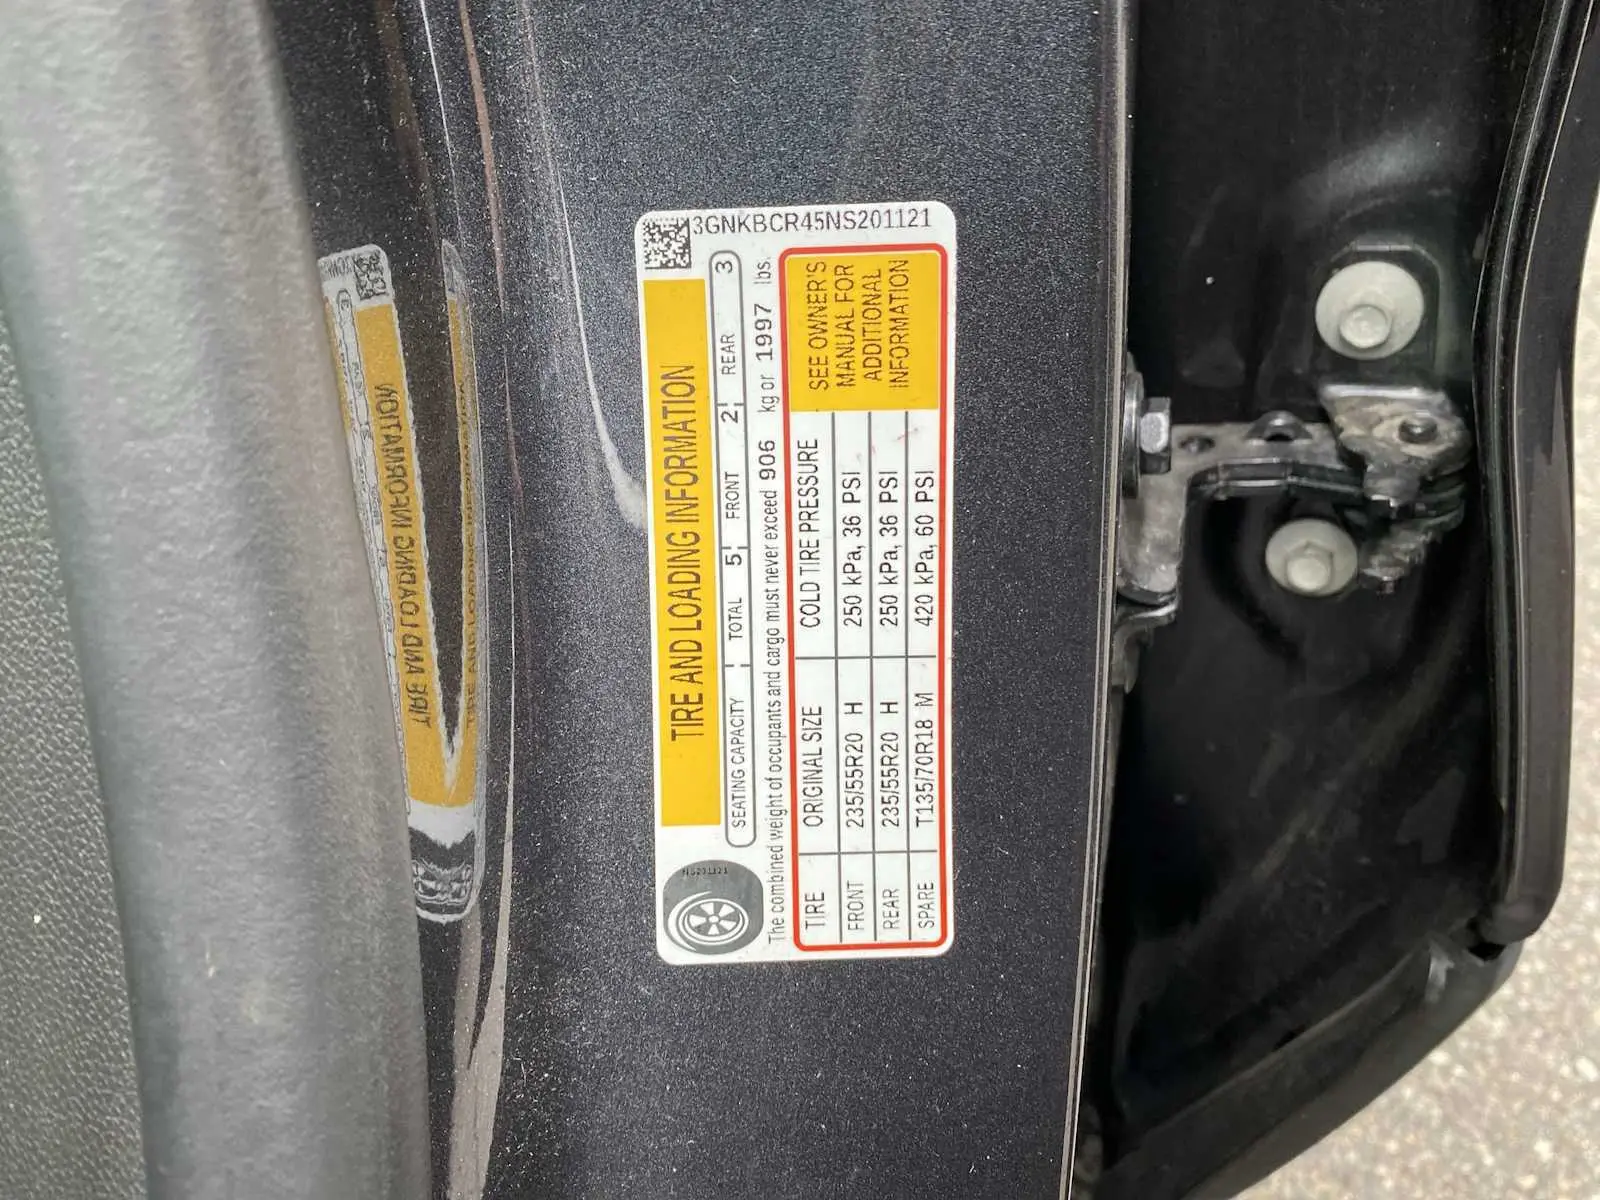 3GNKBCR45NS201121
TIRE AND LOADING INFORMATION
SEATING CAPACITY TOTAL 5 FRONT 2 REAR 3
The combined weight of occupants and cargo must never exceed 906 kg or 1997 lbs.
TIRE ORIGINAL SIZE COLD TIRE PRESSURE
FRONT 235/55R20 H 250 kPa, 36 PSI
REAR 235/55R20 H 250 kPa, 36 PSI
SPARE T135/70R18 M 420 kPa, 60 PSI
SEE OWNER'S
MANUAL FOR
ADDITIONAL
INFORMATION
NS201121
TIRE AND LOADING INFORMATION